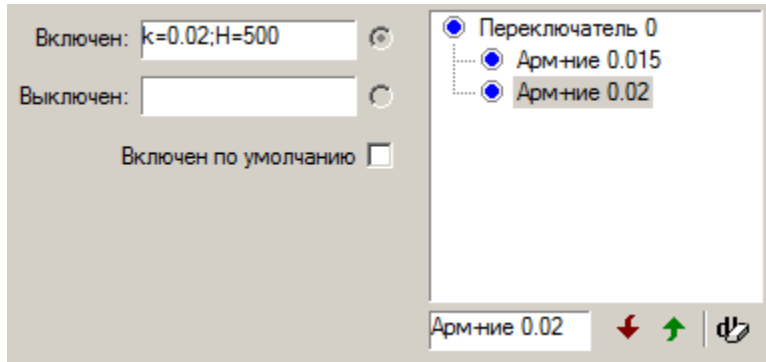 Включен: k=0.02;H=500
Выключен:
Включен по умолчанию
Переключатель 0
Арм-ние 0.015
Арм-ние 0.02
Арм-ние 0.02